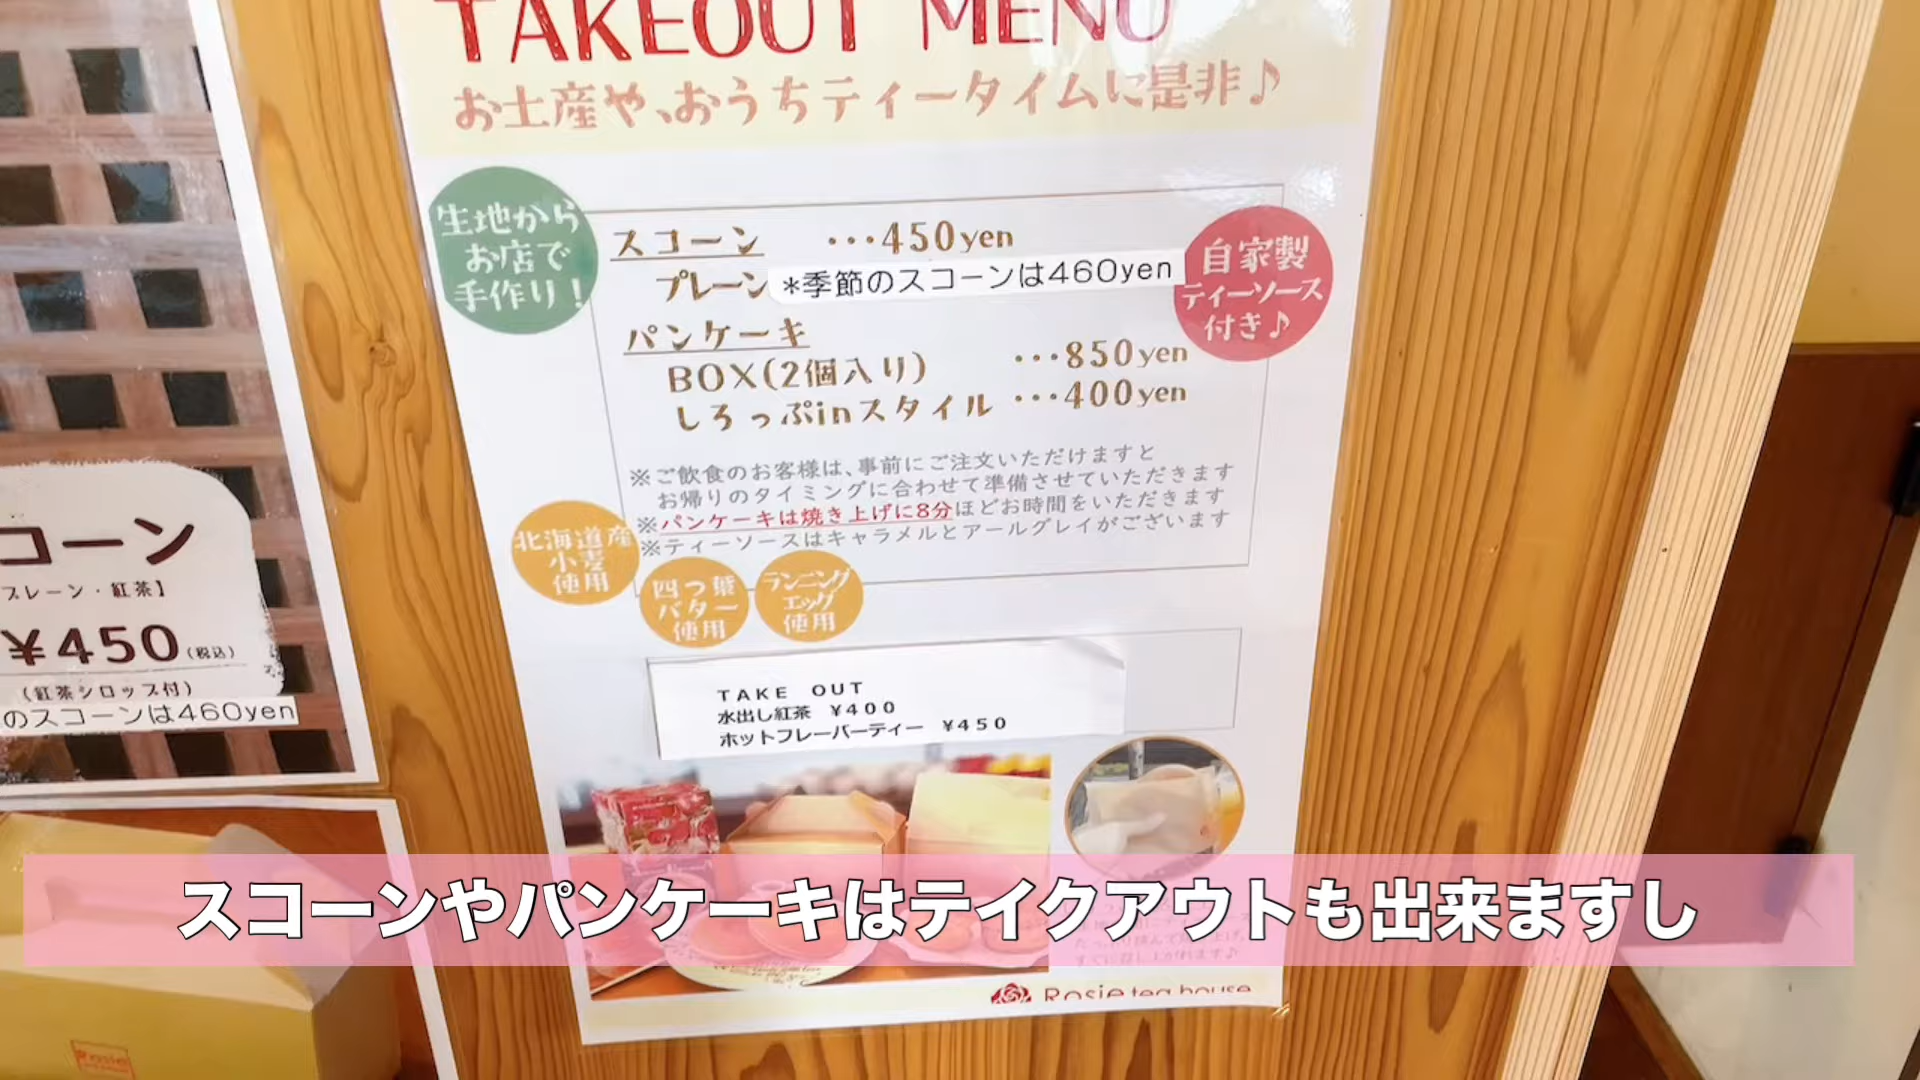 TAKEOUT MENU
お土産や、おうちティータイムに是非♪
生地から
お店で
手作り！
スコーン …450yen
プレーン *季節のスコーンは460yen
自家製
ティーソース
付き♪
パンケーキ
BOX(2個入り) …850yen
しろっぷinスタイル …400yen
※ご飲食のお客様は、事前にご注文いただけますと
お帰りのタイミングに合わせて準備させていただきます
※パンケーキは焼き上げに8分ほどお時間をいただきます
※ティーソースはキャラメルとアールグレイがございます
北海道産
小麦
使用
四つ葉
バター
使用
ランニング
エッグ
使用
TAKE OUT
水出し紅茶 ¥400
ホットフレーバーティー ¥450
Rosie tea house
コーン
プレーン・紅茶】
¥450(税込)
(紅茶シロップ付)
のスコーンは460yen
Rosie
スコーンやパンケーキはテイクアウトも出来ますし